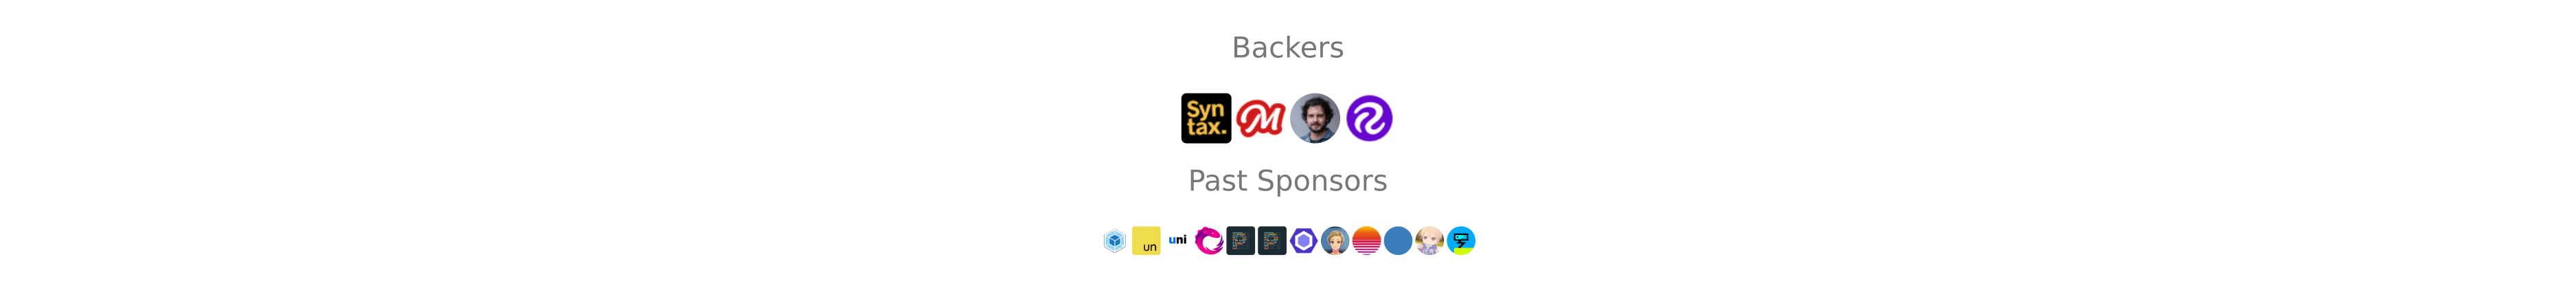 Backers
Syn
tax.
M
Past Sponsors
un
uni
P
P